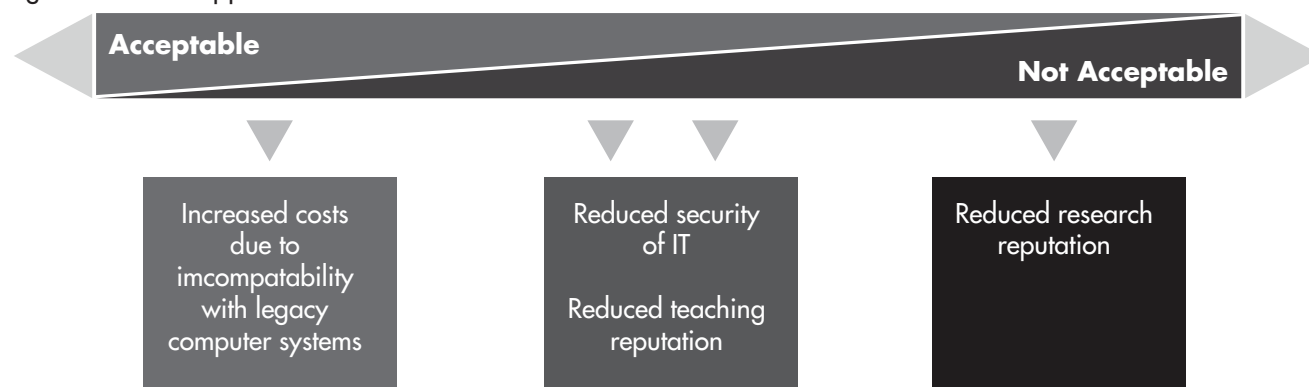 Acceptable
Not Acceptable
Increased costs
due to
imcompatability
with legacy
computer systems
Reduced security
of IT
Reduced teaching
reputation
Reduced research
reputation